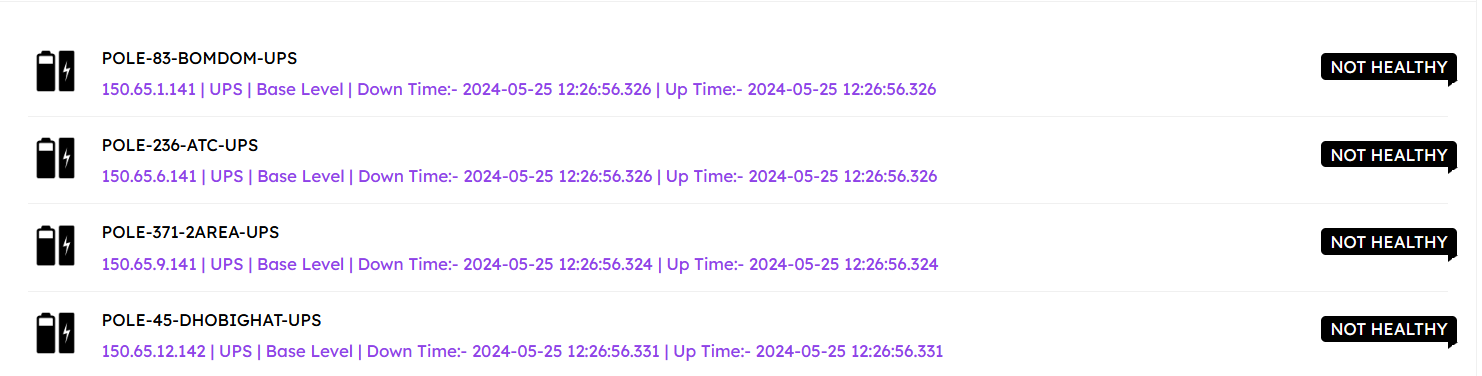 POLE-83-BOMDOM-UPS
NOT HEALTHY
150.65.1.141 | UPS | Base Level | Down Time:- 2024-05-25 12:26:56.326 | Up Time:- 2024-05-25 12:26:56.326
POLE-236-ATC-UPS
NOT HEALTHY
150.65.6.141 | UPS | Base Level | Down Time:- 2024-05-25 12:26:56.326 | Up Time:- 2024-05-25 12:26:56.326
POLE-371-2AREA-UPS
NOT HEALTHY
150.65.9.141 | UPS | Base Level | Down Time:- 2024-05-25 12:26:56.324 | Up Time:- 2024-05-25 12:26:56.324
POLE-45-DHOBIGHAT-UPS
NOT HEALTHY
150.65.12.142 | UPS | Base Level | Down Time:- 2024-05-25 12:26:56.331 | Up Time:- 2024-05-25 12:26:56.331